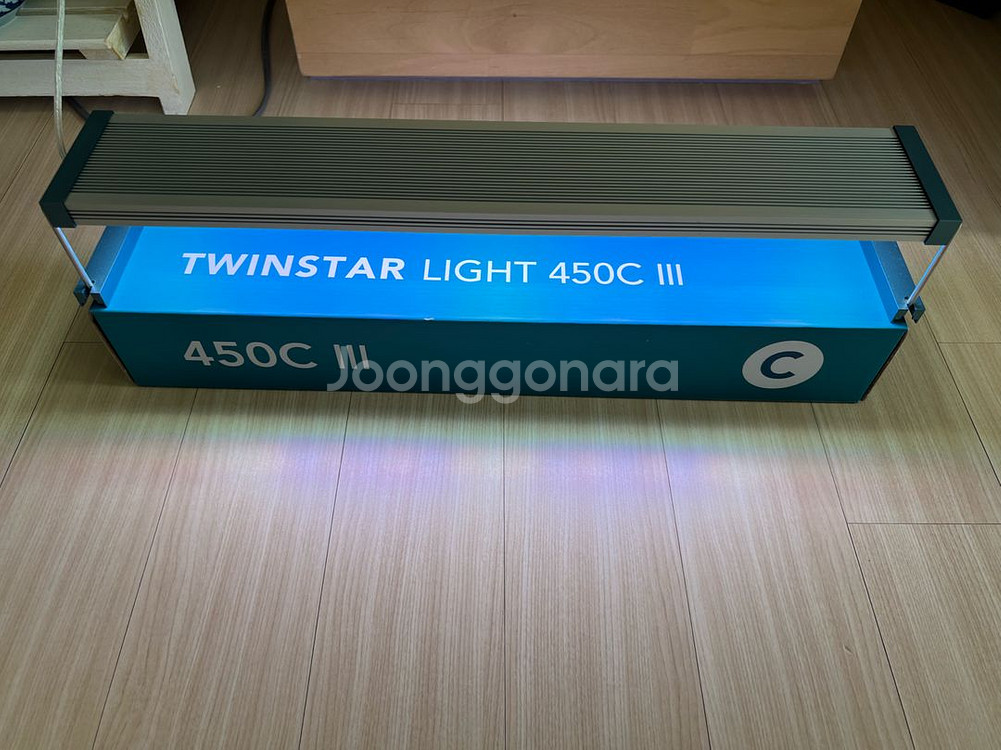 TWINSTAR LIGHT 450C III
450C III
C
Joonggonara